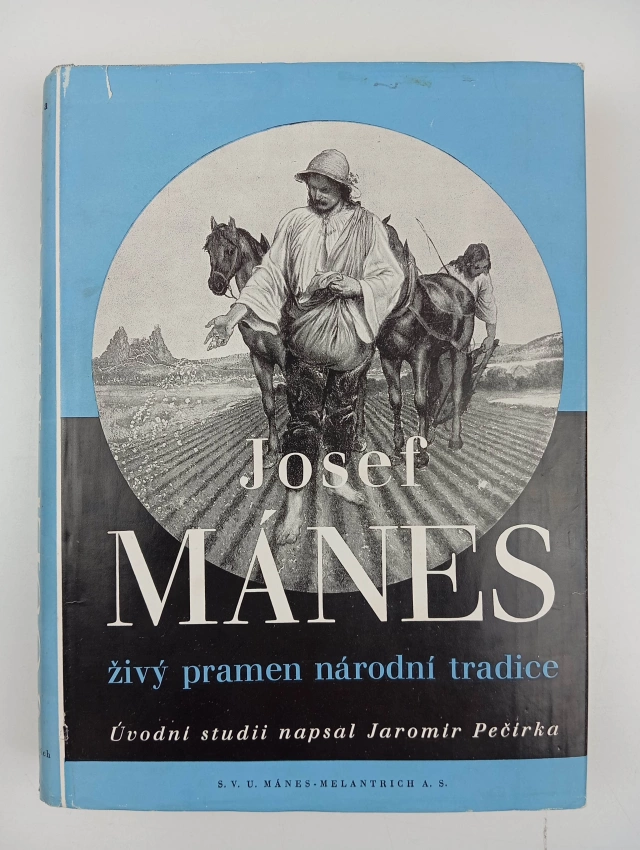 Josef
MÁNES
živý pramen národní tradice
Úvodní studii napsal Jaromír Pečírka
S. V. U. MÁNES-MELANTRICH A. S.